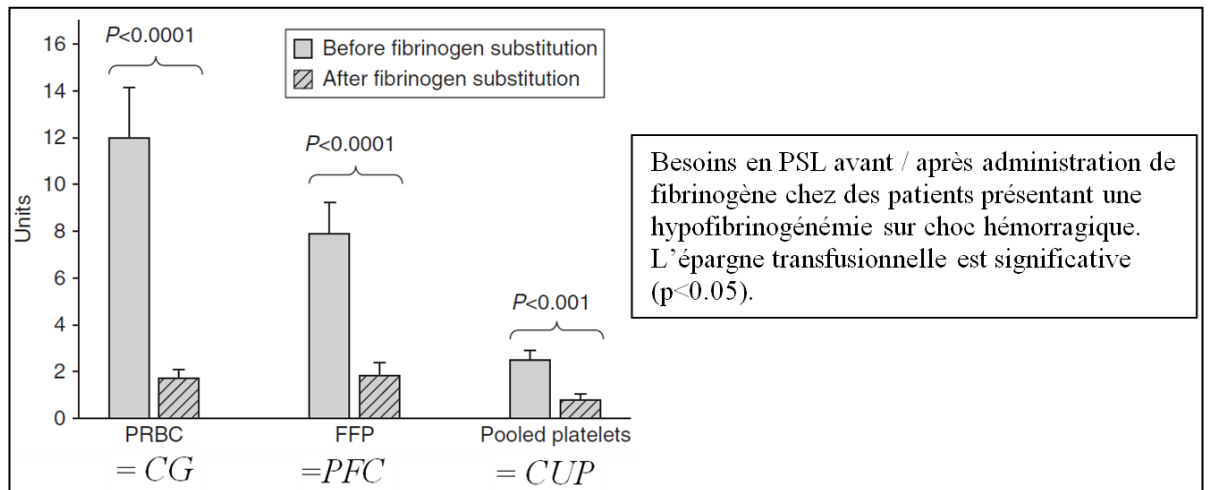 P<0.0001
Before fibrinogen substitution
After fibrinogen substitution
P<0.0001
P<0.001
16
14
12
10
8
6
4
2
0
Units
PRBC
FFP
Pooled platelets
= CG
=PFC
= CUP
Besoins en PSL avant / après administration de
fibrinogène chez des patients présentant une
hypofibrinogénémie sur choc hémorragique.
L’épargne transfusionnelle est significative
(p<0.05).